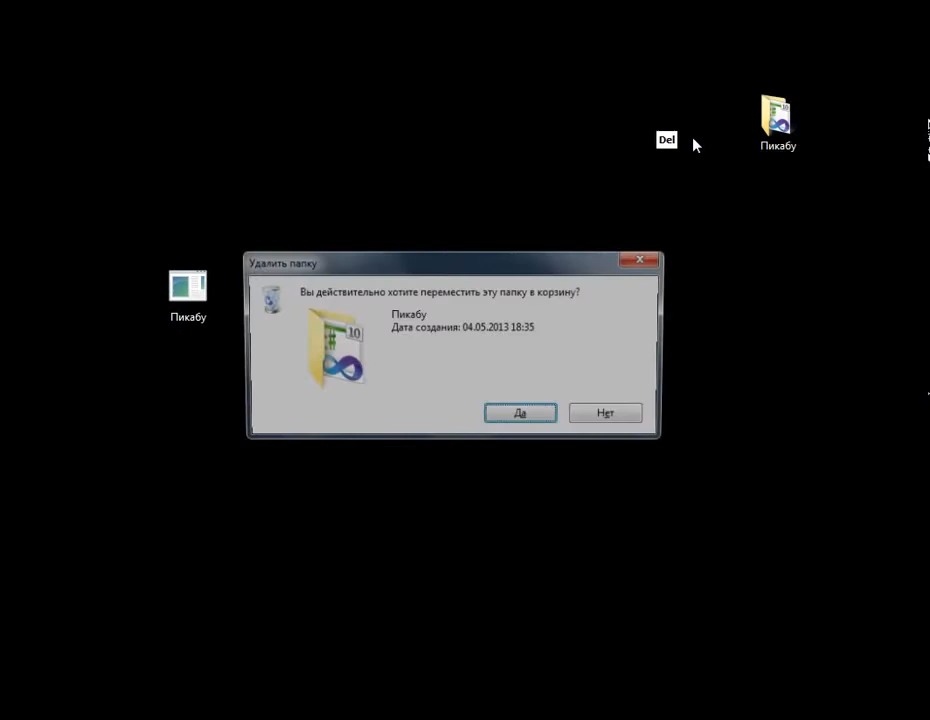 Del
Пикабу
Удалить папку
Вы действительно хотите переместить эту папку в корзину?
Пикабу
Дата создания: 04.05.2013 18:35
10
Да
Нет
Пикабу